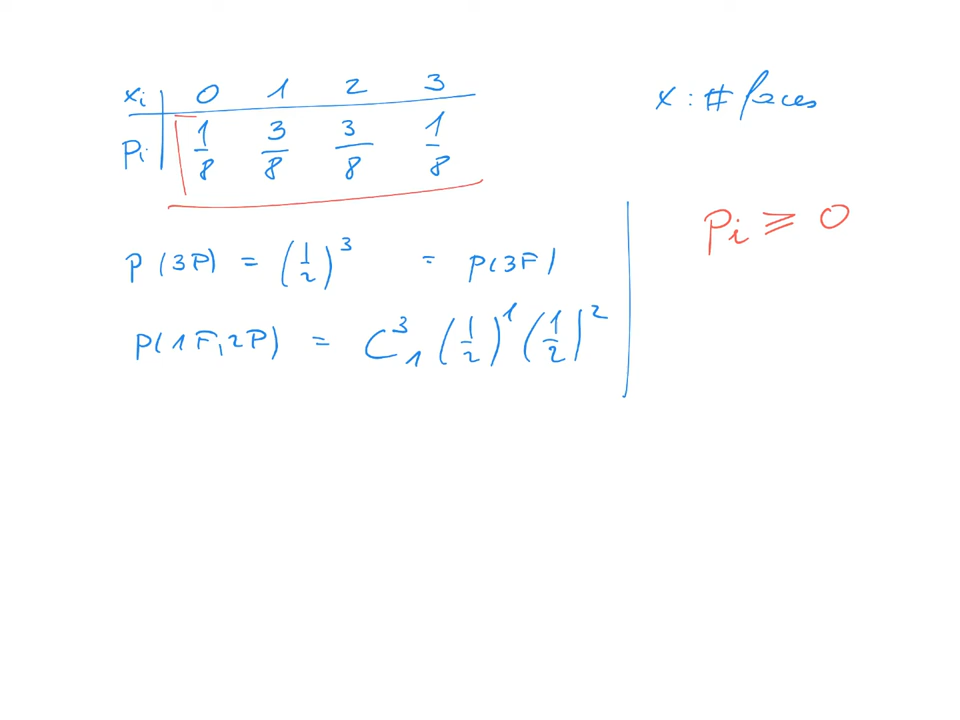 xi 0 1 2 3
pi 1/8 3/8 3/8 1/8
x : # faces
pi ⩾ 0
P(3P) = (1/2)^3 = P(3F)
P(1F,2P) = C^3_1 (1/2)^1 (1/2)^2